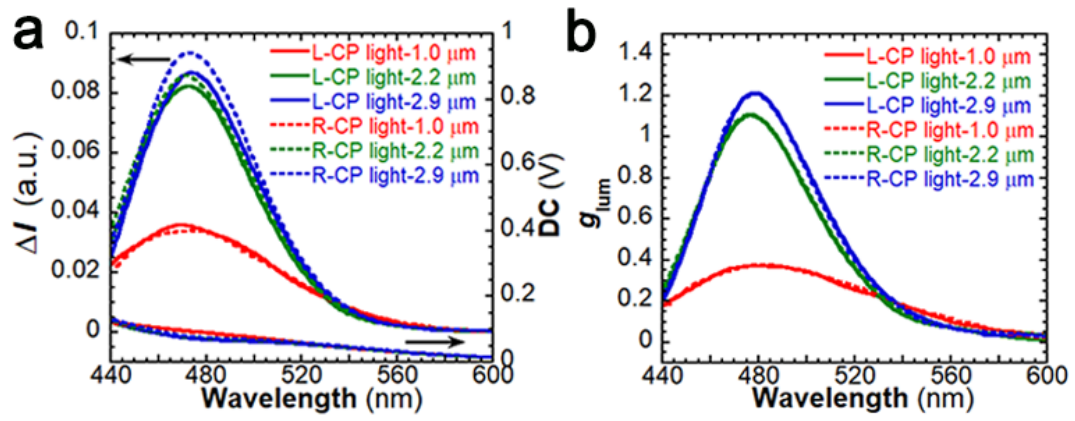 a
0.1
0.08
0.06
0.04
0.02
0
ΔI (a.u.)
L-CP light-1.0 μm
L-CP light-2.2 μm
L-CP light-2.9 μm
R-CP light-1.0 μm
R-CP light-2.2 μm
R-CP light-2.9 μm
1
0.8
0.6
0.4
0.2
0
DC (V)
440 480 520 560 600
Wavelength (nm)
b
1.4
1.2
1
0.8
0.6
0.4
0.2
0
glum
L-CP light-1.0 μm
L-CP light-2.2 μm
L-CP light-2.9 μm
R-CP light-1.0 μm
R-CP light-2.2 μm
R-CP light-2.9 μm
440 480 520 560 600
Wavelength (nm)